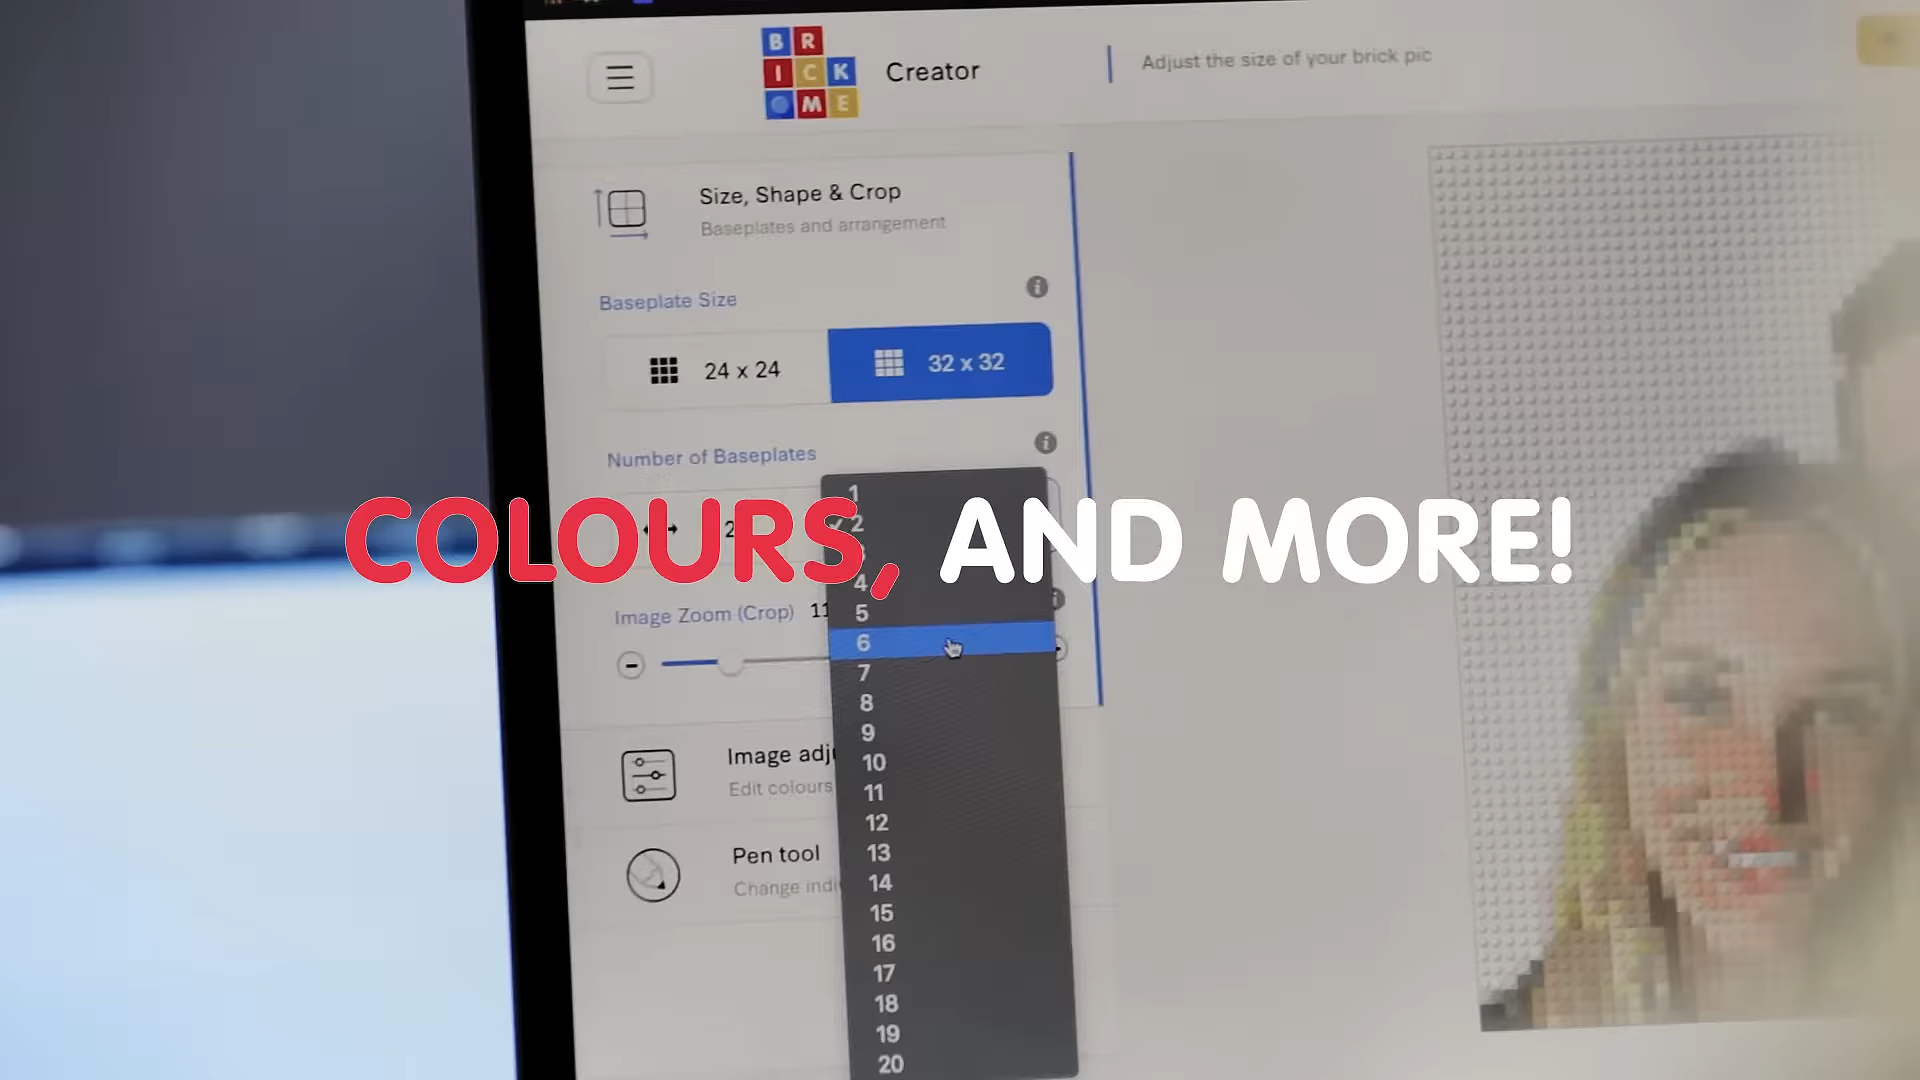 B R
I C K
M E
Creator
Adjust the size of your brick pic
Size, Shape & Crop
Baseplates and arrangement
Baseplate Size
24 x 24
32 x 32
Number of Baseplates
2
1
✓ 2
4
5
6
7
8
9
10
11
12
13
14
15
16
17
18
19
20
COLOURS, AND MORE!
Image Zoom (Crop) 11
Image adj
Edit colours
Pen tool
Change indi